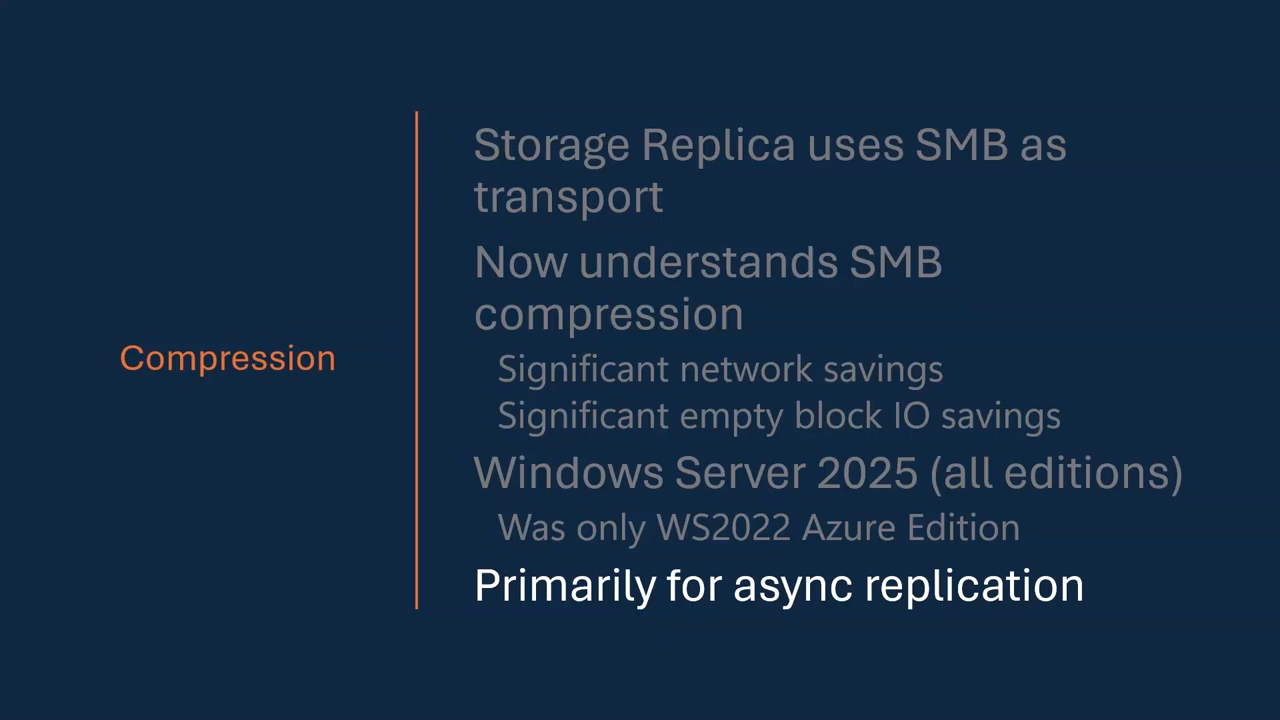 Compression
Storage Replica uses SMB as
transport
Now understands SMB
compression
Significant network savings
Significant empty block IO savings
Windows Server 2025 (all editions)
Was only WS2022 Azure Edition
Primarily for async replication